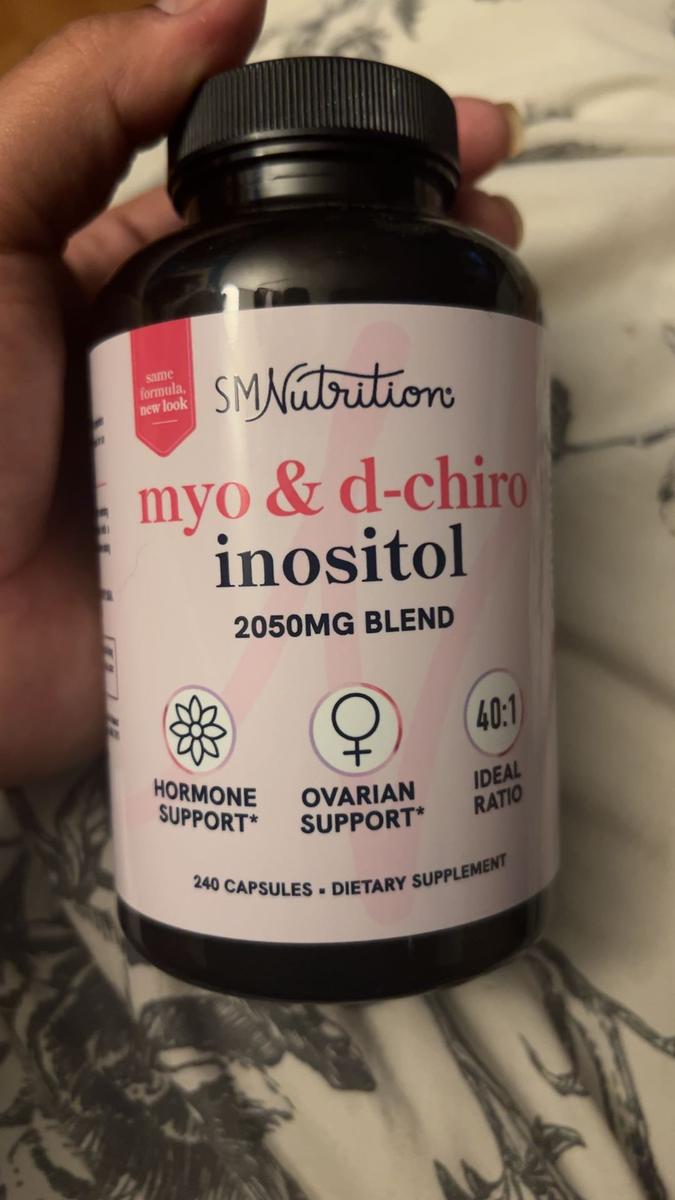 same
formula,
new look
SMNutrition
myo & d-chiro
inositol
2050MG BLEND
HORMONE
SUPPORT*
OVARIAN
SUPPORT*
40:1
IDEAL
RATIO
240 CAPSULES ▪ DIETARY SUPPLEMENT